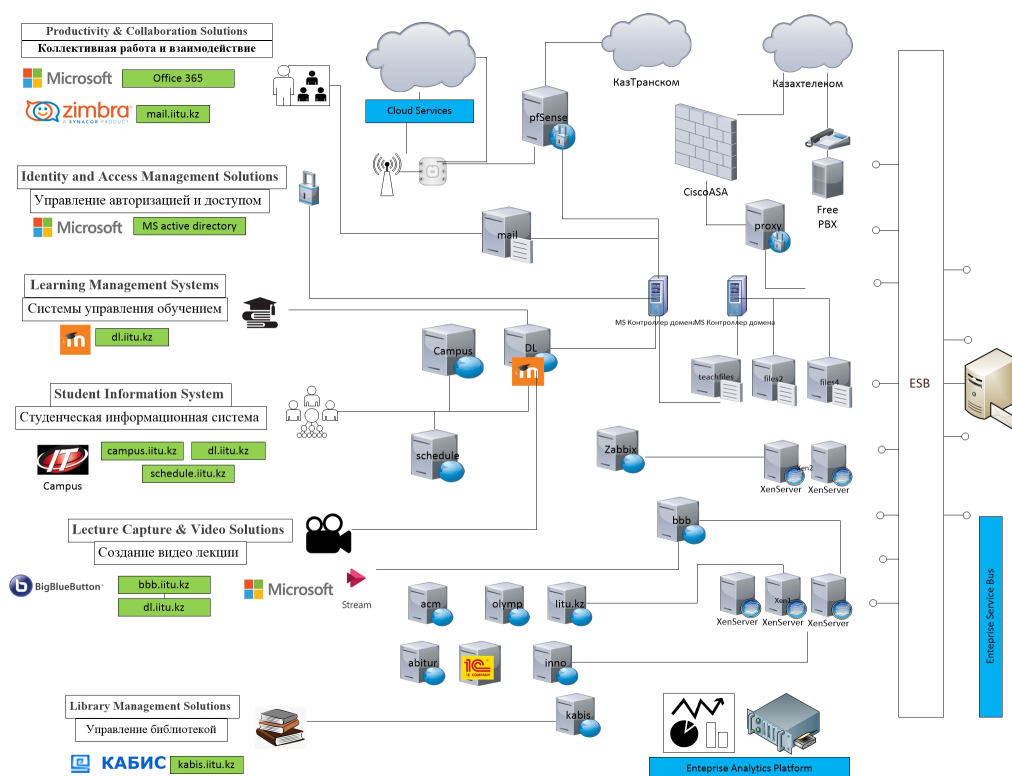 Productivity & Collaboration Solutions
Коллективная работа и взаимодействие
Microsoft
Office 365
zimbra
A SYNACOR PRODUCT
mail.iitu.kz
Cloud Services
КазТранском
Казахтелеком
pfSense
CiscoASA
Free
PBX
Identity and Access Management Solutions
Управление авторизацией и доступом
Microsoft
MS active directory
mail
proxy
Learning Management Systems
Системы управления обучением
dl.iitu.kz
MS Контроллер домена
MS Контроллер домена
Campus
DL
teachfiles
files2
files4
ESB
Student Information System
Студенческая информационная система
campus.iitu.kz
dl.iitu.kz
schedule.iitu.kz
IT
Campus
schedule
Zabbix
Xen2
XenServer
XenServer
Lecture Capture & Video Solutions
Создание видео лекции
BigBlueButton
bbb.iitu.kz
dl.iitu.kz
Microsoft
Stream
bbb
acm
olymp
Iitu.kz
Xen1
XenServer
XenServer
XenServer
abitur
1C
inno
Enteprise Service Bus
Library Management Solutions
Управление библиотекой
КАБИС
kabis.iitu.kz
kabis
Enteprise Analytics Platform